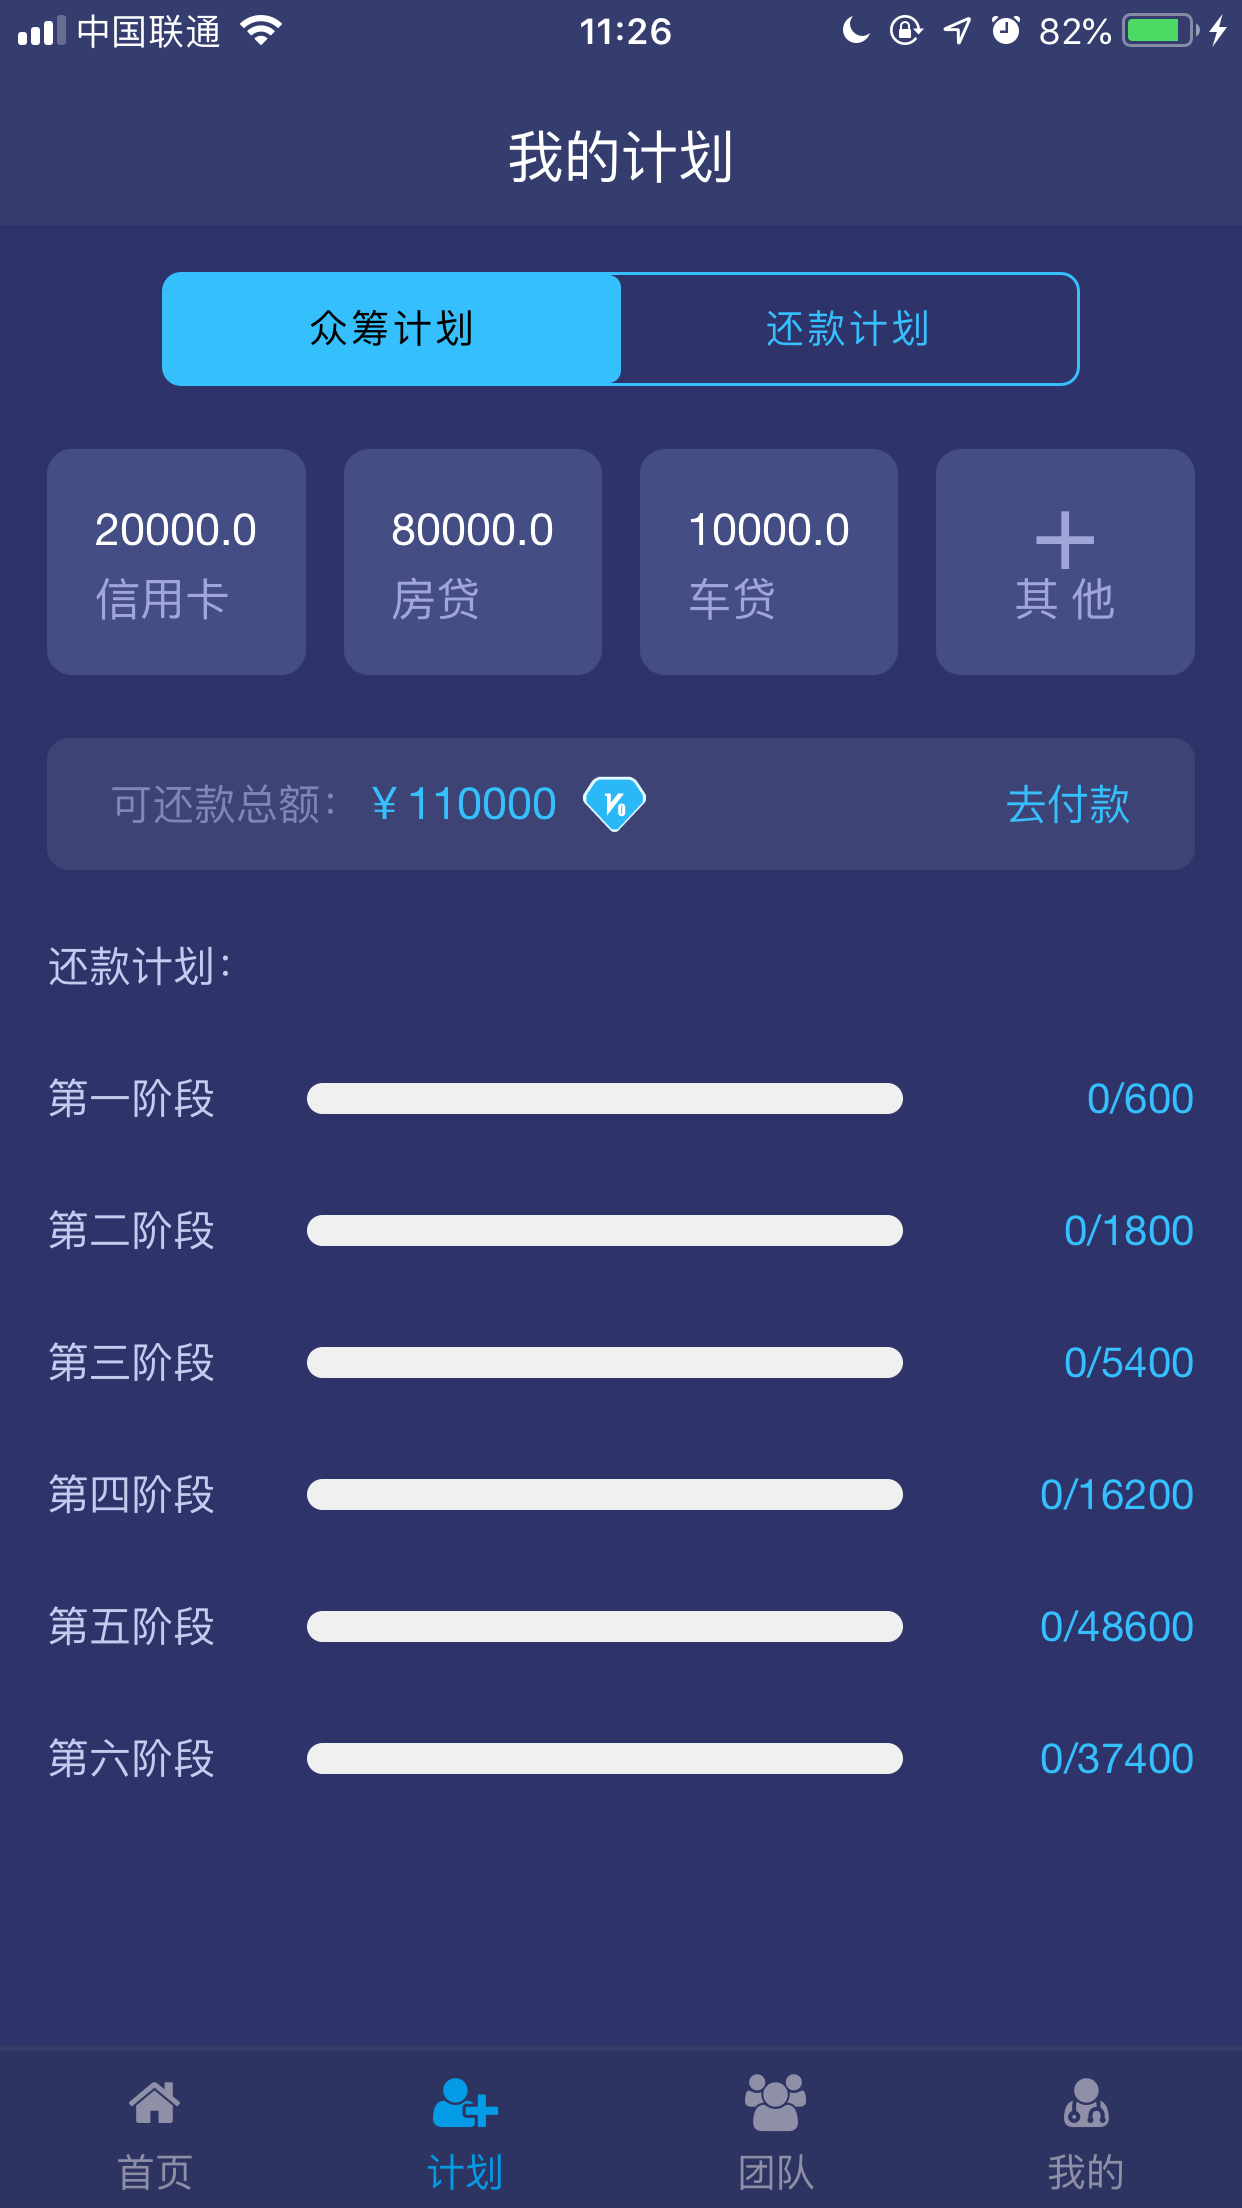 中国联通 11:26 82%
我的计划
众筹计划 还款计划
20000.0 80000.0 10000.0 +
信用卡 房贷 车贷 其 他
可还款总额： ¥ 110000 V0 去付款
还款计划：
第一阶段 0/600
第二阶段 0/1800
第三阶段 0/5400
第四阶段 0/16200
第五阶段 0/48600
第六阶段 0/37400
首页 计划 团队 我的